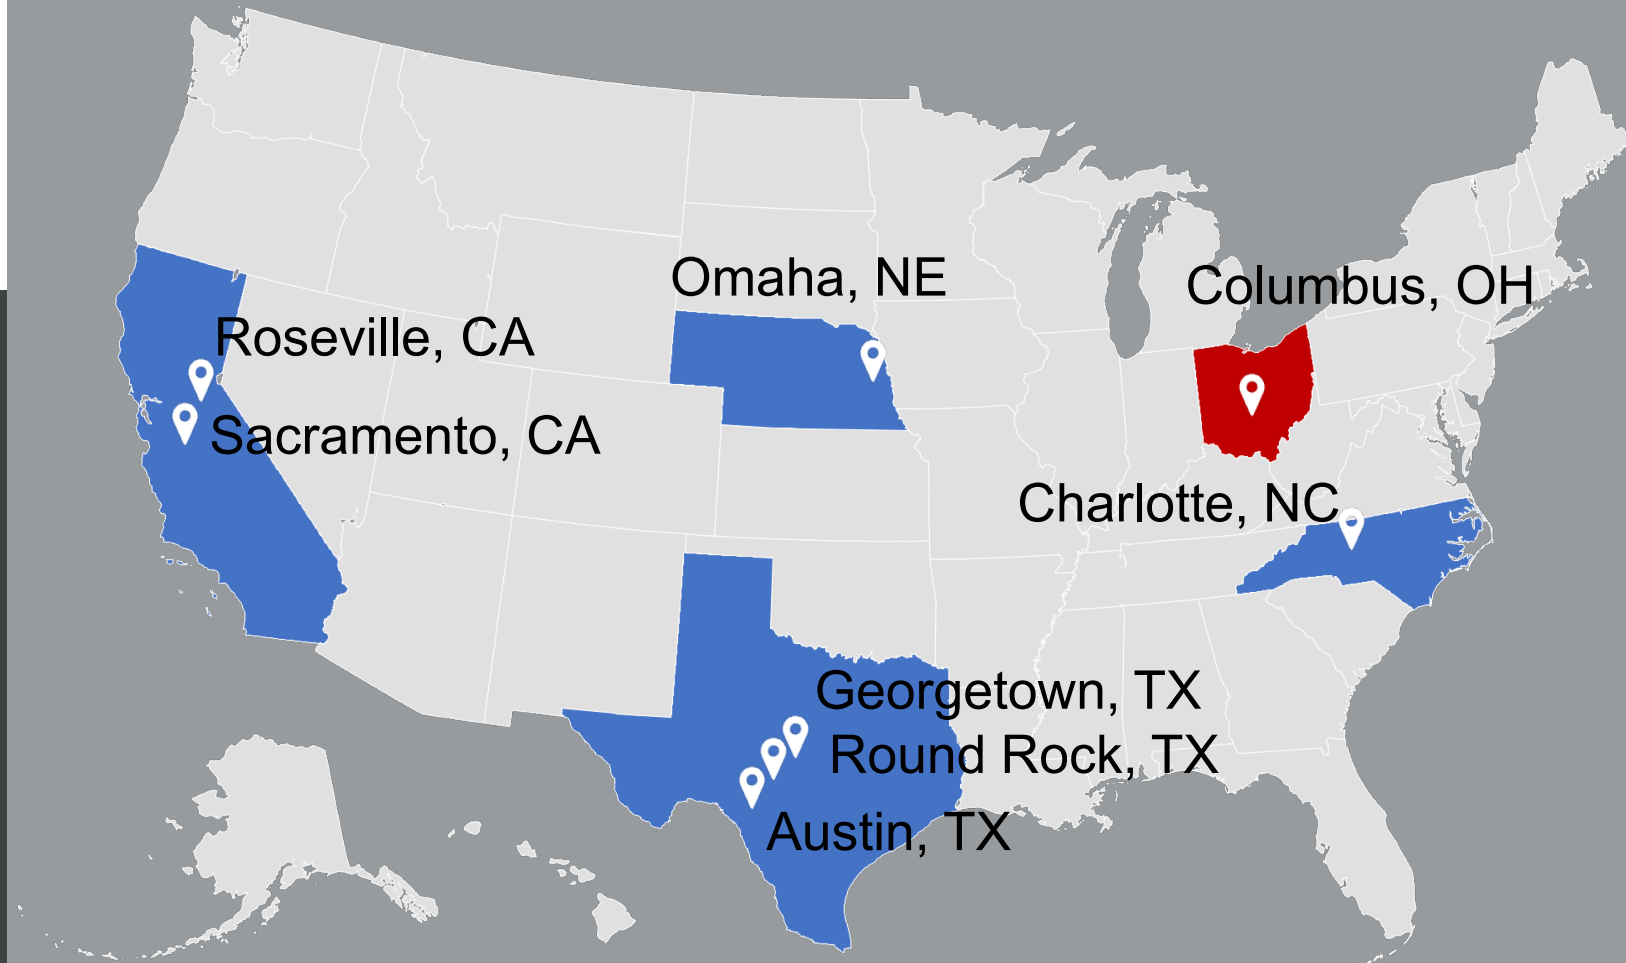 Omaha, NE
Columbus, OH
Roseville, CA
Sacramento, CA
Charlotte, NC
Georgetown, TX
Round Rock, TX
Austin, TX